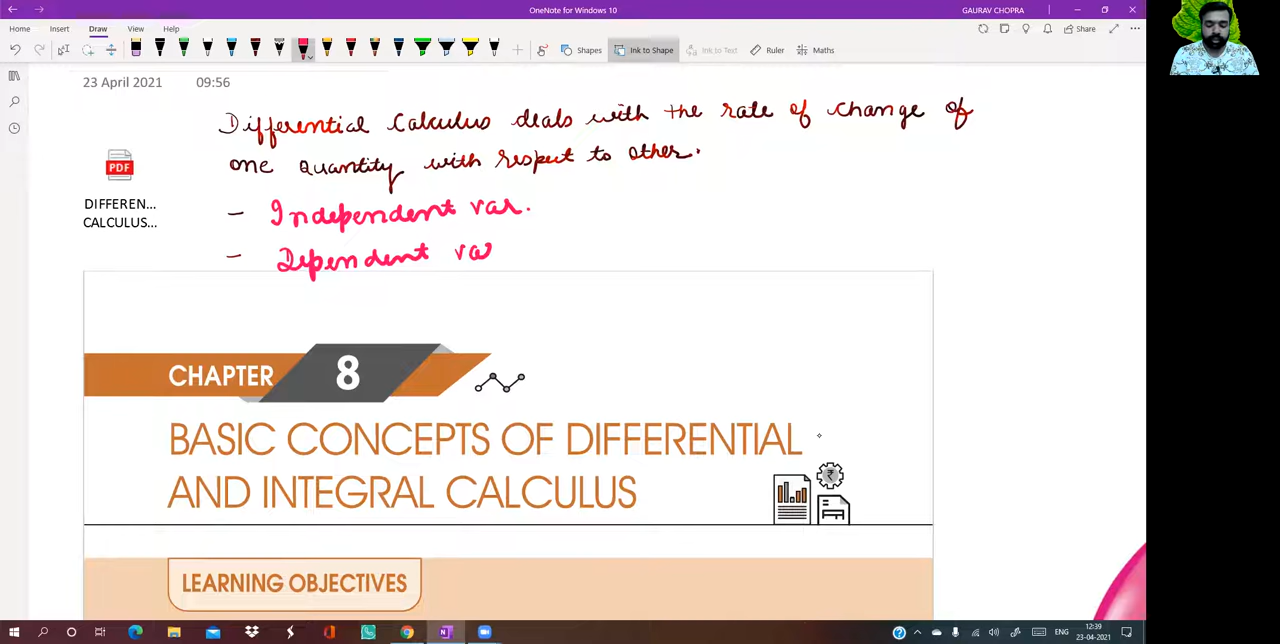 OneNote for Windows 10
GAURAV CHOPRA
Home Insert Draw View Help
Shapes Ink to Shape Ink to Text Ruler Maths Share
23 April 2021 09:56
Differential Calculus deals with the rate of change of
one quantity with respect to other.
PDF
DIFFEREN...
CALCULUS...
- Independent var.
- Dependent va
CHAPTER 8
BASIC CONCEPTS OF DIFFERENTIAL
AND INTEGRAL CALCULUS
₹
LEARNING OBJECTIVES
ENG
12:39
23-04-2021